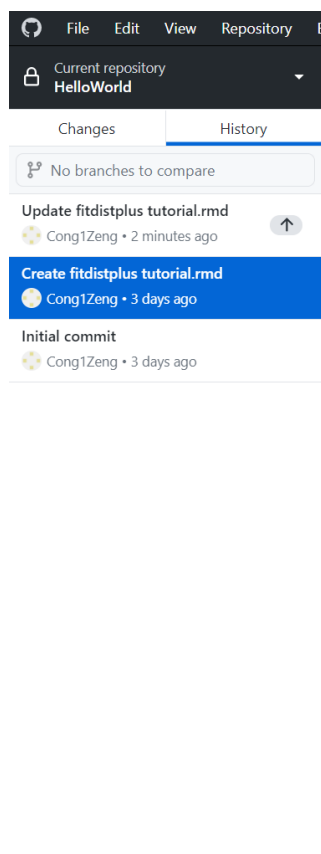 File Edit View Repository
Current repository
HelloWorld
Changes History
No branches to compare
Update fitdistplus tutorial.rmd
Cong1Zeng • 2 minutes ago
Create fitdistplus tutorial.rmd
Cong1Zeng • 3 days ago
Initial commit
Cong1Zeng • 3 days ago